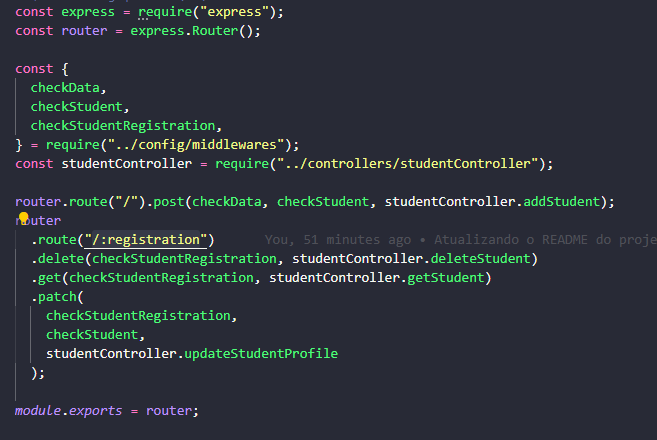 const express = require("express");
const router = express.Router();
const {
checkData,
checkStudent,
checkStudentRegistration,
} = require("../config/middlewares");
const studentController = require("../controllers/studentController");
router.route("/").post(checkData, checkStudent, studentController.addStudent);
router
.route("/:registration") You, 51 minutes ago • Atualizando o README do proje
.delete(checkStudentRegistration, studentController.deleteStudent)
.get(checkStudentRegistration, studentController.getStudent)
.patch(
checkStudentRegistration,
checkStudent,
studentController.updateStudentProfile
);
module.exports = router;